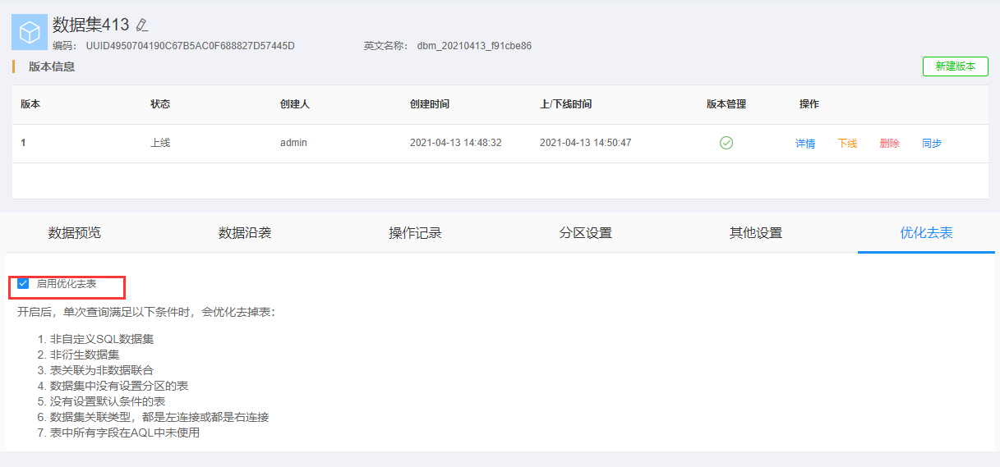 数据集413
编码： UUID4950704190C67B5AC0F688827D57445D 英文名称： dbm_20210413_f91cbe86
版本信息 新建版本
版本 状态 创建人 创建时间 上/下线时间 版本管理 操作
1 上线 admin 2021-04-13 14:48:32 2021-04-13 14:50:47 详情 下线 删除 同步
数据预览 数据沿袭 操作记录 分区设置 其他设置 优化去表
启用优化去表
开启后，单次查询满足以下条件时，会优化去掉表：
1. 非自定义SQL数据集
2. 非衍生数据集
3. 表关联为非数据联合
4. 数据集中没有设置分区的表
5. 没有设置默认条件的表
6. 数据集关联类型，都是左连接或都是右连接
7. 表中所有字段在AQL中未使用